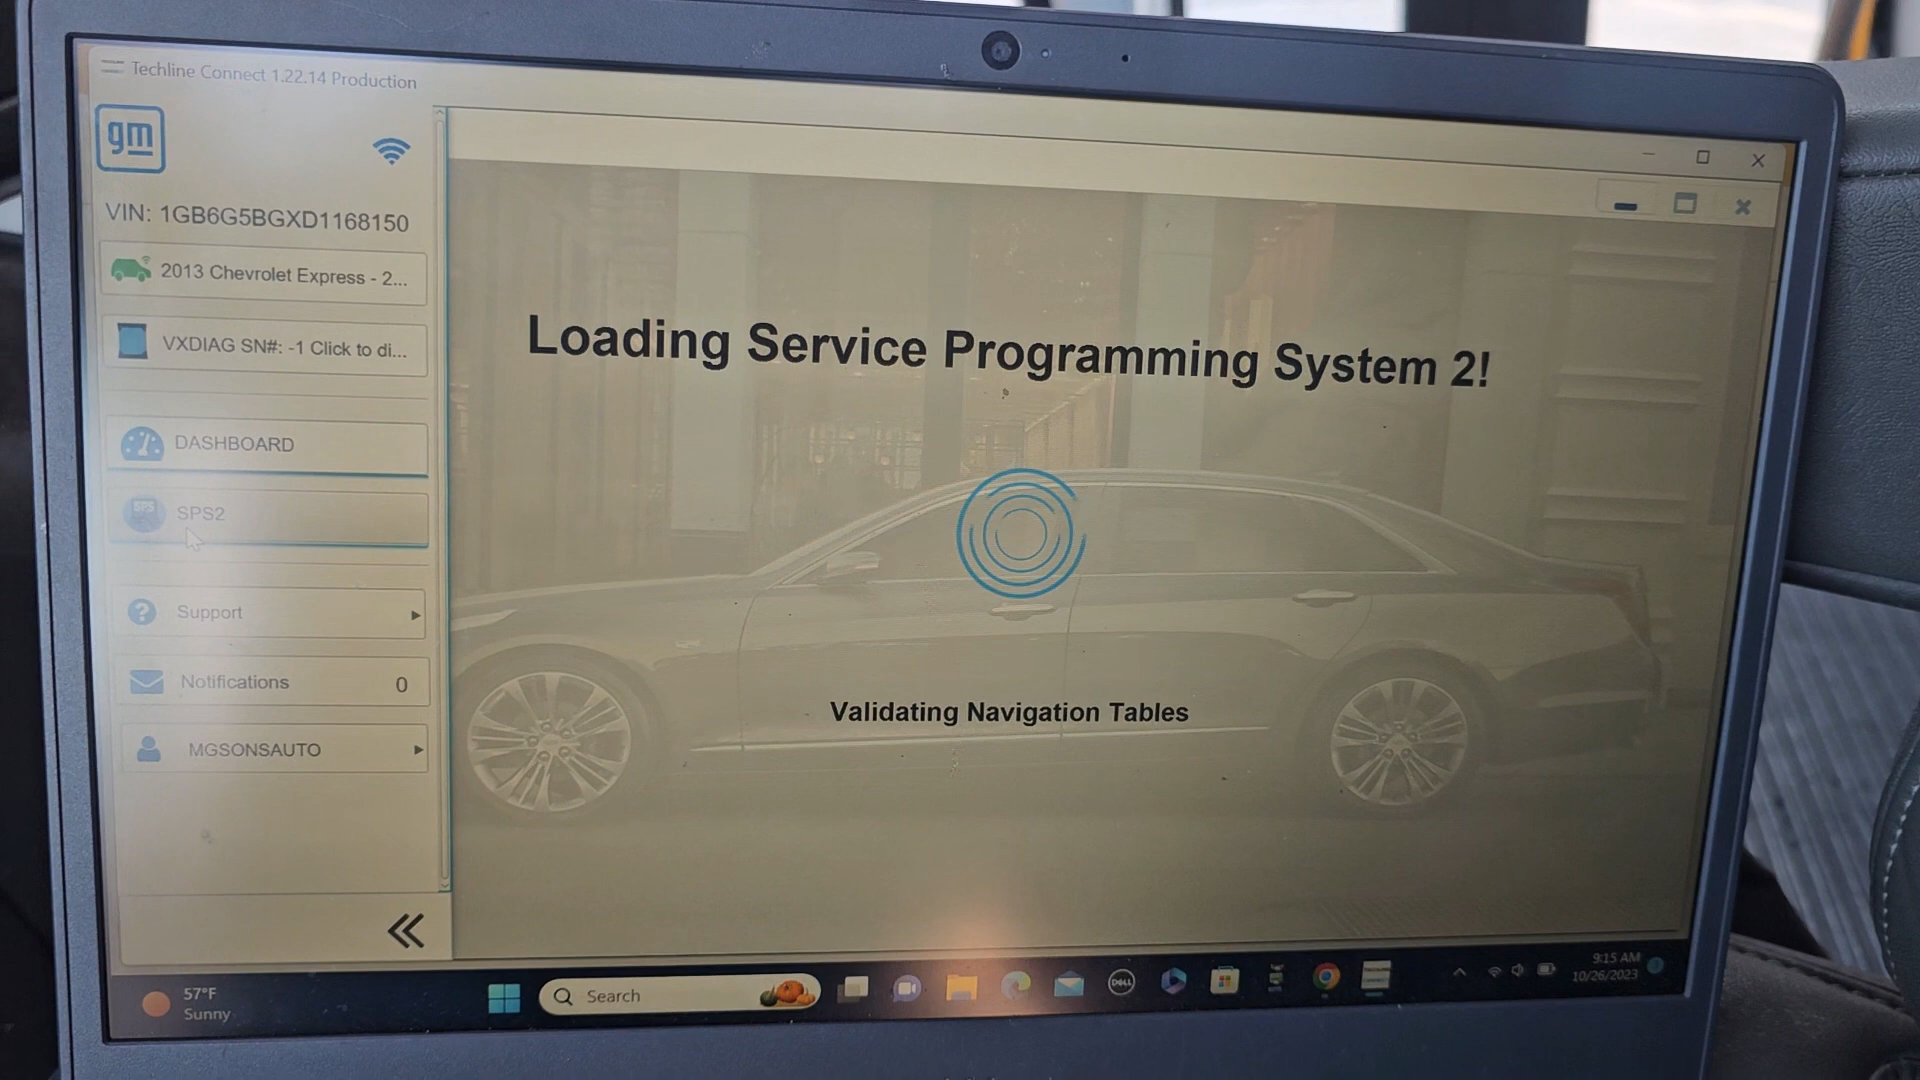 Techline Connect 1.22.14 Production
gm
VIN: 1GB6G5BGXD1168150
2013 Chevrolet Express - 2...
VXDIAG SN#: -1 Click to di...
DASHBOARD
SPS
SPS2
Support
Notifications 0
MGSONSAUTO
Loading Service Programming System 2!
Validating Navigation Tables
57°F
Sunny
Search
DELL
9:15 AM
10/26/2023